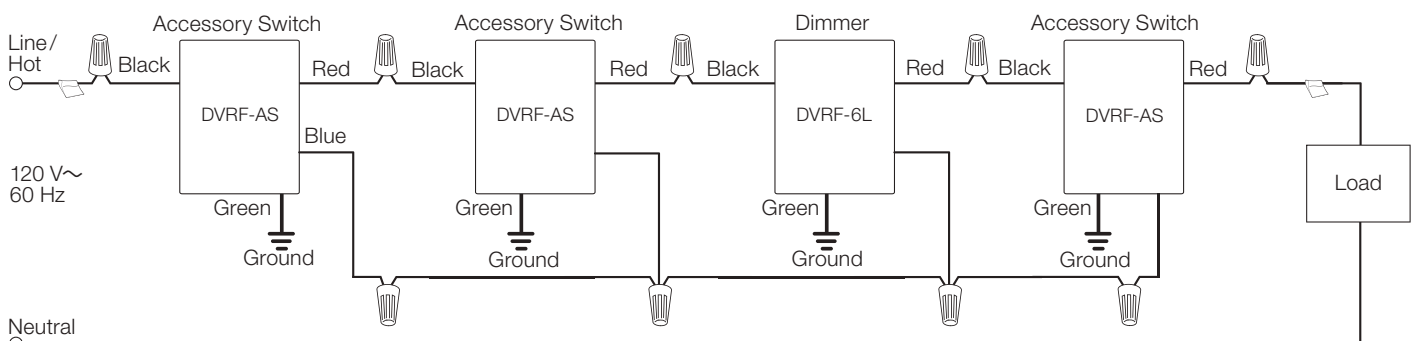 Accessory Switch
Accessory Switch
Dimmer
Accessory Switch
Line/
Hot
Black
Red
Black
Red
Black
Red
Black
Red
DVRF-AS
DVRF-AS
DVRF-6L
DVRF-AS
Blue
120 V~
60 Hz
Load
Green
Green
Green
Green
Ground
Ground
Ground
Ground
Neutral